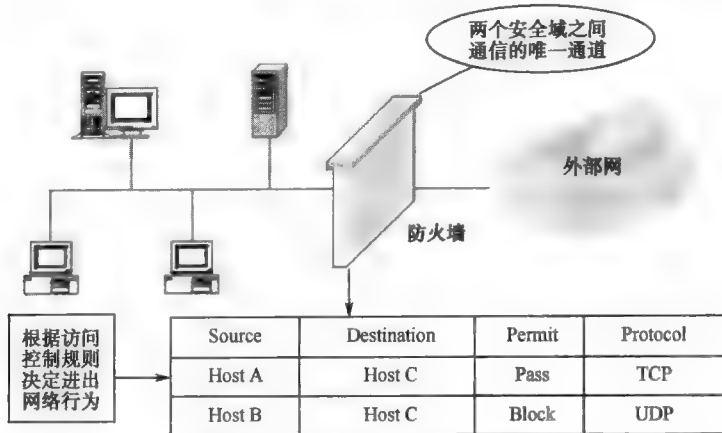 两个安全域之间
通信的唯一通道
外部网
防火墙
根据访问
控制规则
决定进出
网络行为
Source Destination Permit Protocol
Host A Host C Pass TCP
Host B Host C Block UDP